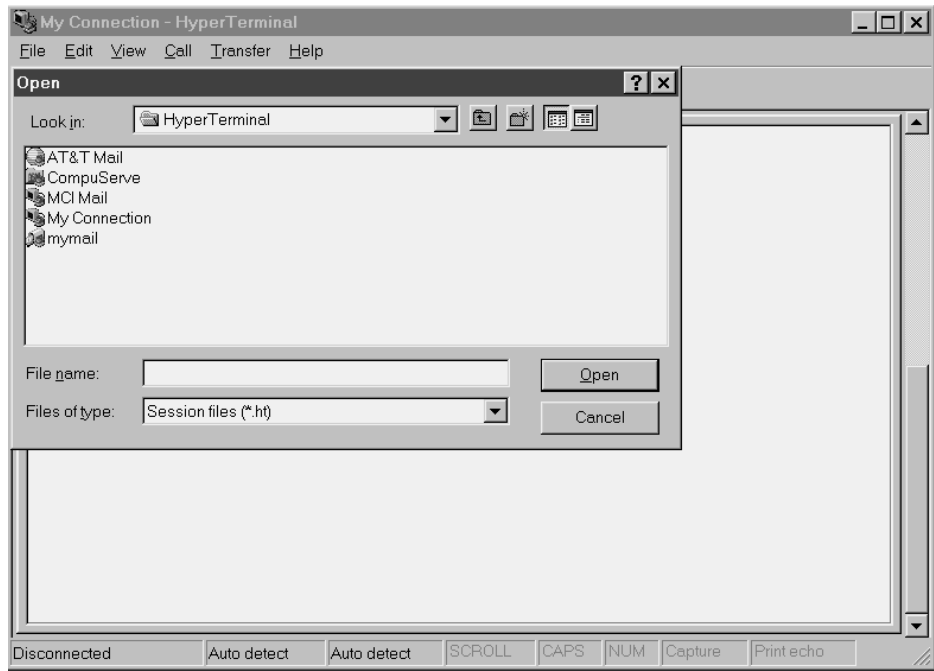 My Connection - HyperTerminal
File Edit View Call Transfer Help
Open
Look in: HyperTerminal
AT&T Mail
CompuServe
MCI Mail
My Connection
mymail
File name: Open
Files of type: Session files (*.ht) Cancel
Disconnected Auto detect Auto detect SCROLL CAPS NUM Capture Print echo